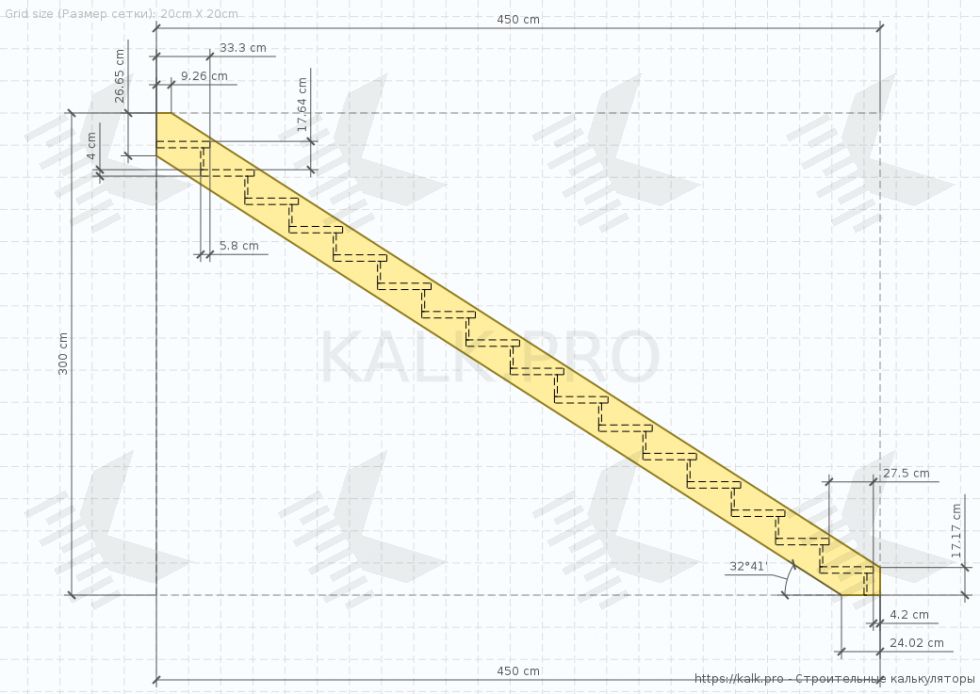 Grid size (Размер сетки): 20cm X 20cm
450 cm
33.3 cm
9.26 cm
26.65 cm
17.64 cm
4 cm
5.8 cm
300 cm
KALK.PRO
27.5 cm
17.17 cm
32°41'
4.2 cm
24.02 cm
450 cm
https://kalk.pro - Строительные калькуляторы